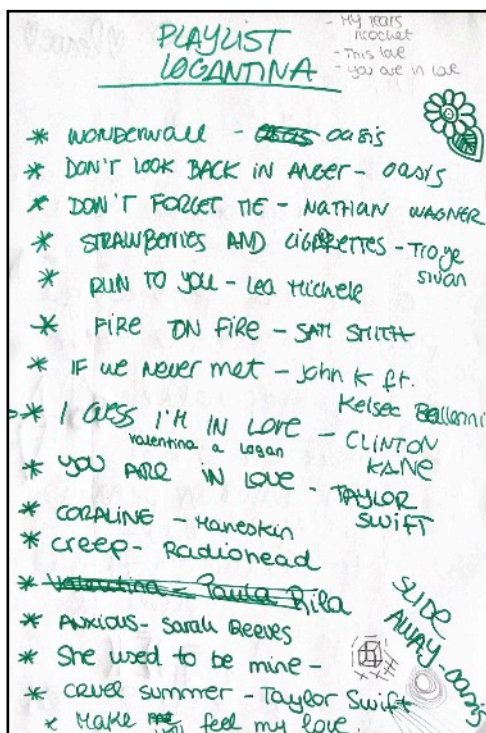 PLAYLIST
LOGANTINA
- MY TEARS
RICOCHET
- This love
- you are in love
* WONDERWALL - OASIS
* DON'T LOOK BACK IN ANGER - OASIS
* DON'T FORGET ME - NATHAN WAGNER
* STRAWBERRIES AND CIGARETTES - Troye
Sivan
* RUN TO YOU - Lea Michele
* FIRE ON FIRE - SAM SMITH
* IF we never met - John K ft.
Kelsea Ballerini
* I GUESS I'M IN LOVE - CLINTON
KANE
Valentina a Logan
* YOU ARE IN LOVE - TAYLOR
SWIFT
* CORALINE - Maneskin
* Creep - Radiohead
* Valentina - Paula Rila
* ANXIOUS - Sarah Reeves
* She used to be mine -
* Cruel summer - Taylor Swift
* Make you feel my love.
SLIDE
AWAY - oasis